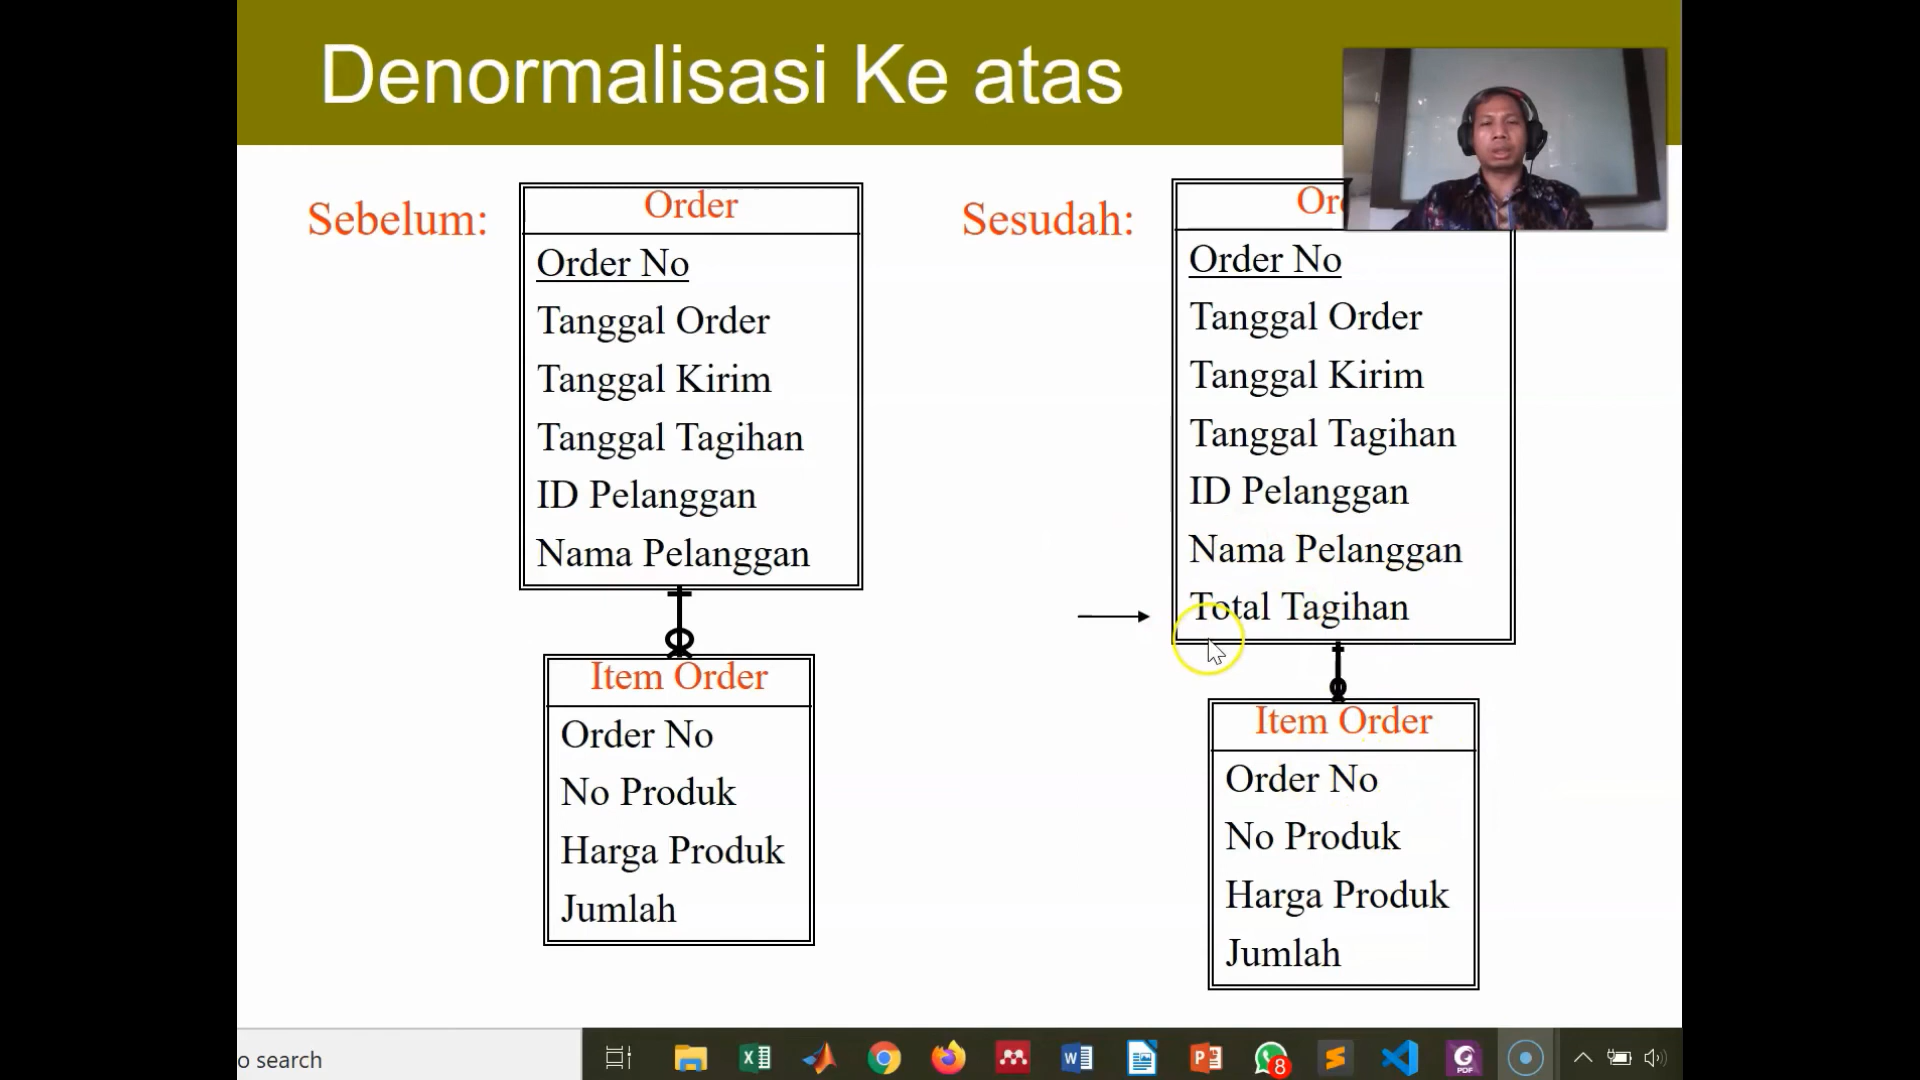 Denormalisasi Ke atas
Sebelum:
Order
Order No
Tanggal Order
Tanggal Kirim
Tanggal Tagihan
ID Pelanggan
Nama Pelanggan
Item Order
Order No
No Produk
Harga Produk
Jumlah
Sesudah:
Order No
Tanggal Order
Tanggal Kirim
Tanggal Tagihan
ID Pelanggan
Nama Pelanggan
Total Tagihan
Item Order
Order No
No Produk
Harga Produk
Jumlah
o search
8
PDF